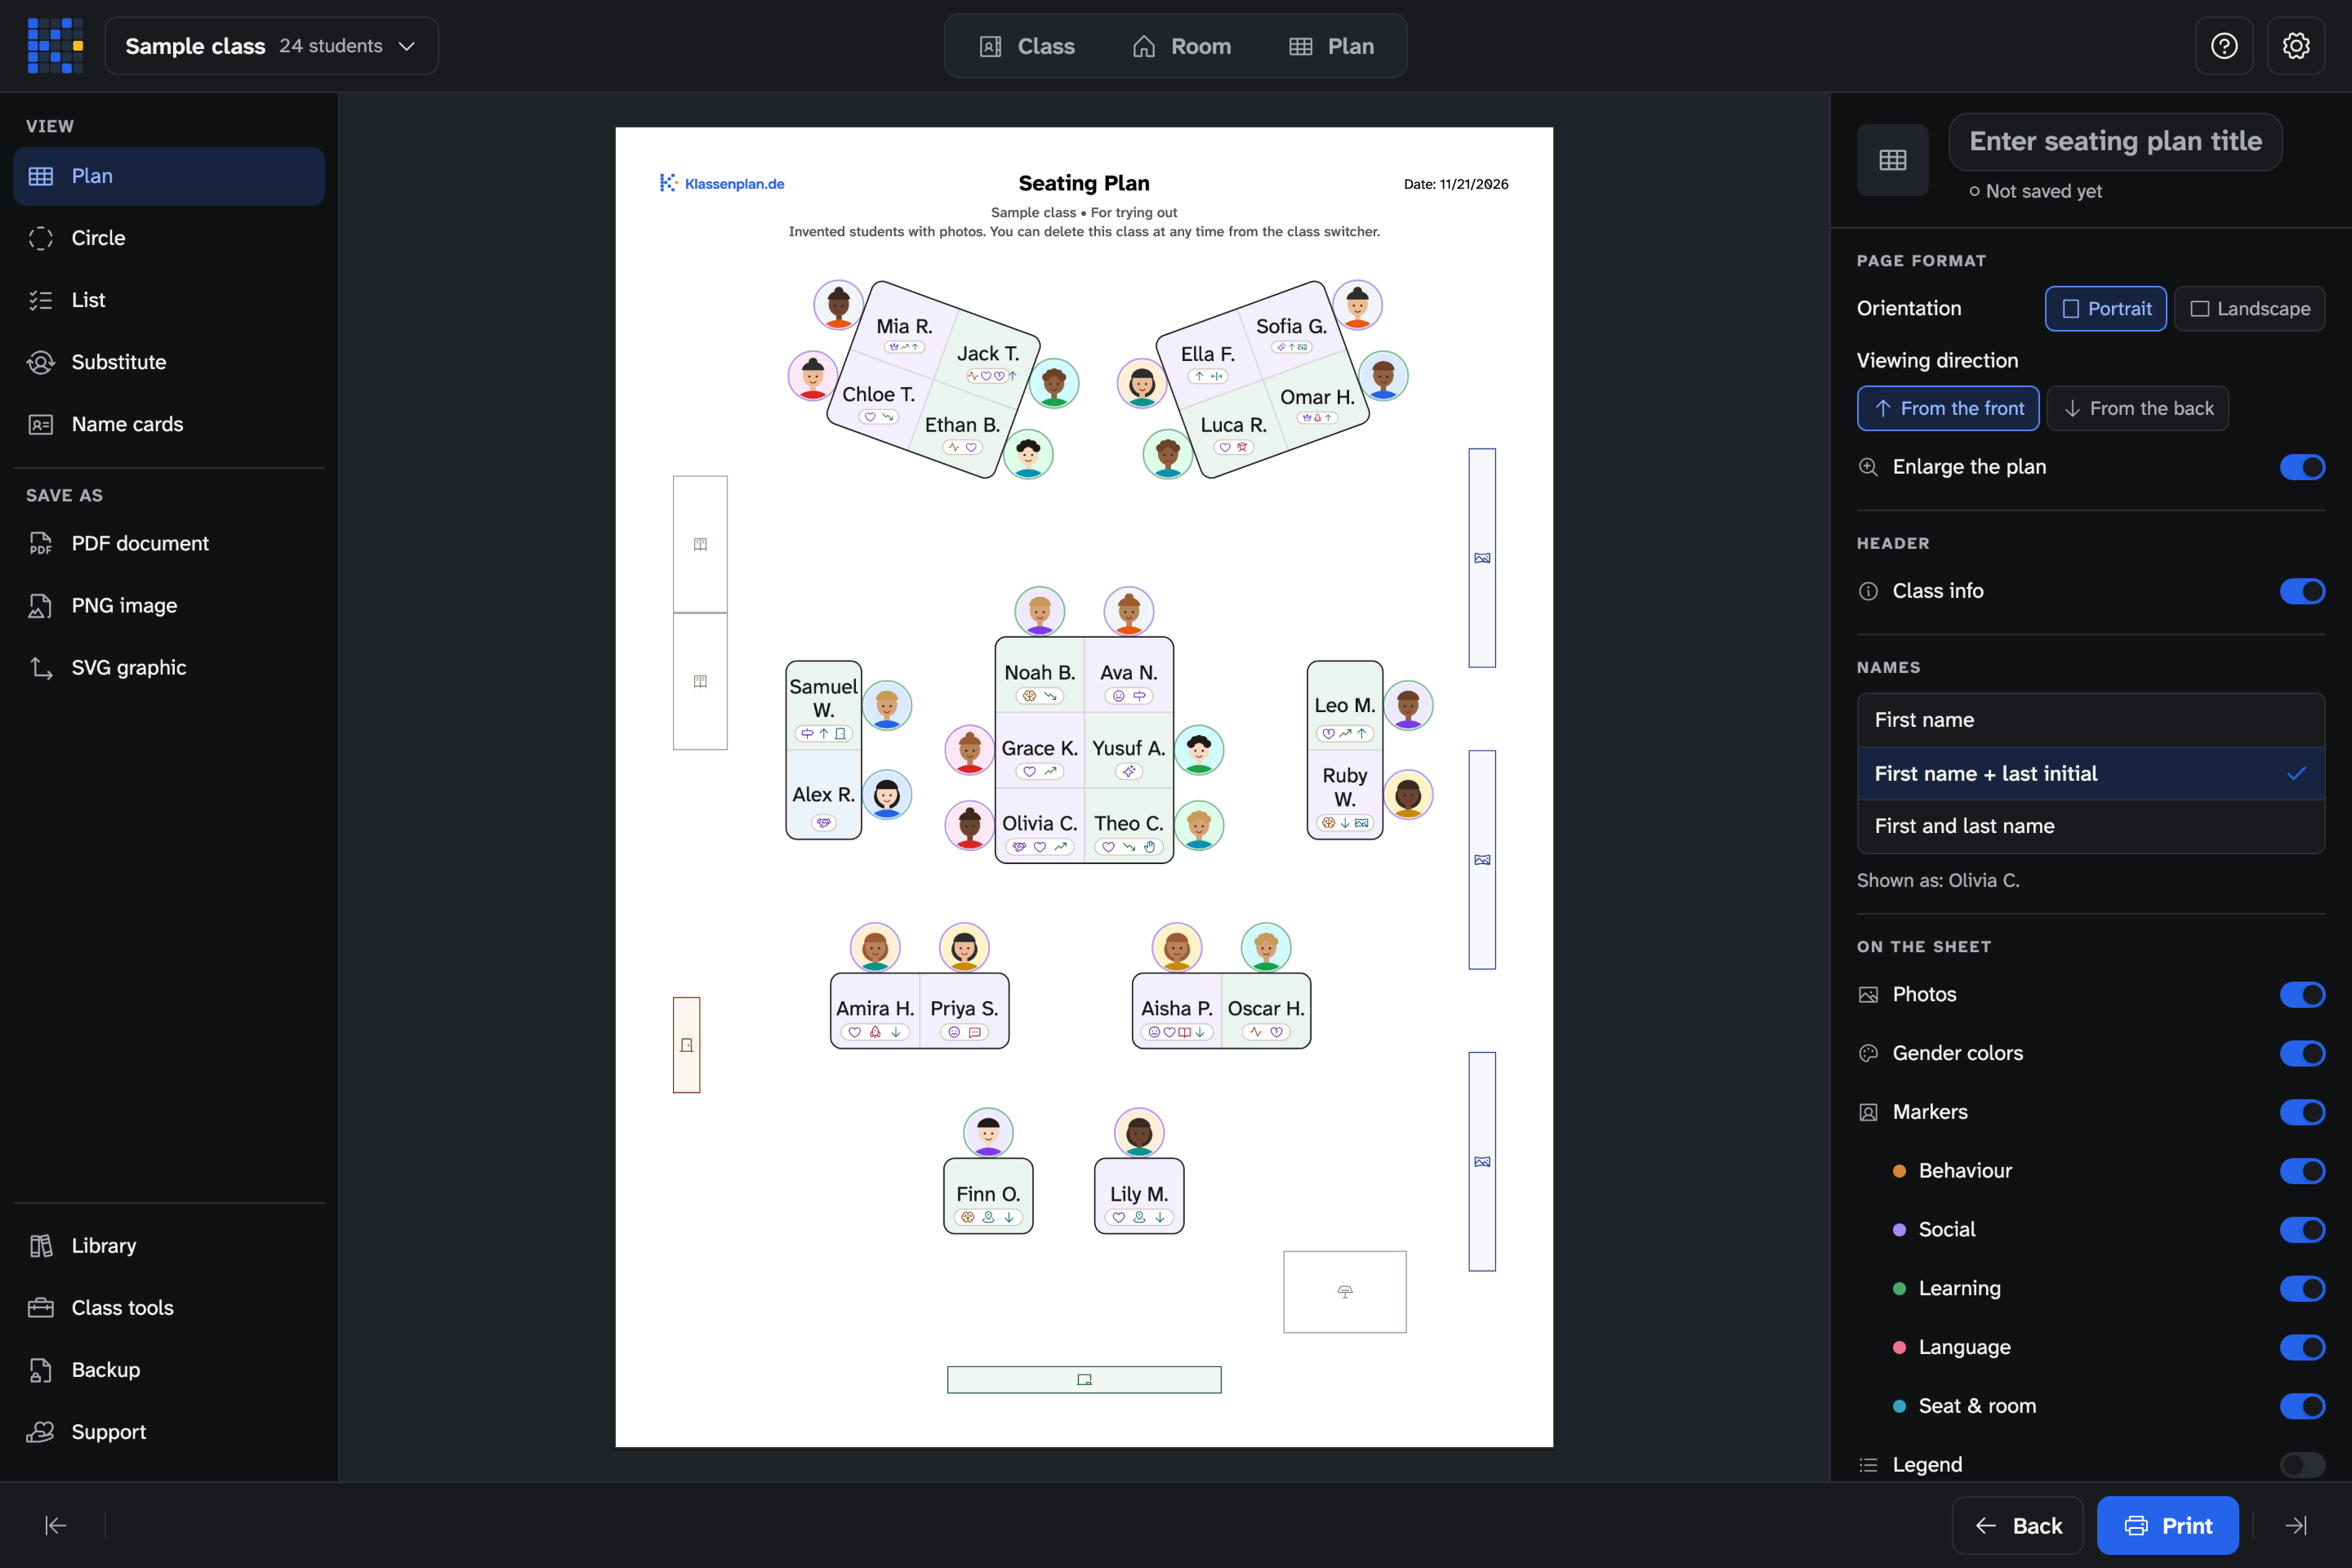 Sample class 24 students
Class
Room
Plan
VIEW
Plan
Circle
List
Substitute
Name cards
SAVE AS
PDF
PDF document
PNG image
SVG graphic
Library
Class tools
Backup
Support
Klassenplan.de
Seating Plan
Date: 11/21/2026
Sample class • For trying out
Invented students with photos. You can delete this class at any time from the class switcher.
Mia R.
Jack T.
Chloe T.
Ethan B.
Sofia G.
Ella F.
Omar H.
Luca R.
Noah B.
Ava N.
Samuel
W.
Grace K.
Yusuf A.
Leo M.
Alex R.
Olivia C.
Theo C.
Ruby
W.
Amira H.
Priya S.
Aisha P.
Oscar H.
Finn O.
Lily M.
Enter seating plan title
Not saved yet
PAGE FORMAT
Orientation
Portrait
Landscape
Viewing direction
From the front
From the back
Enlarge the plan
HEADER
Class info
NAMES
First name
First name + last initial
First and last name
Shown as: Olivia C.
ON THE SHEET
Photos
Gender colors
Markers
Behaviour
Social
Learning
Language
Seat & room
Legend
Back
Print